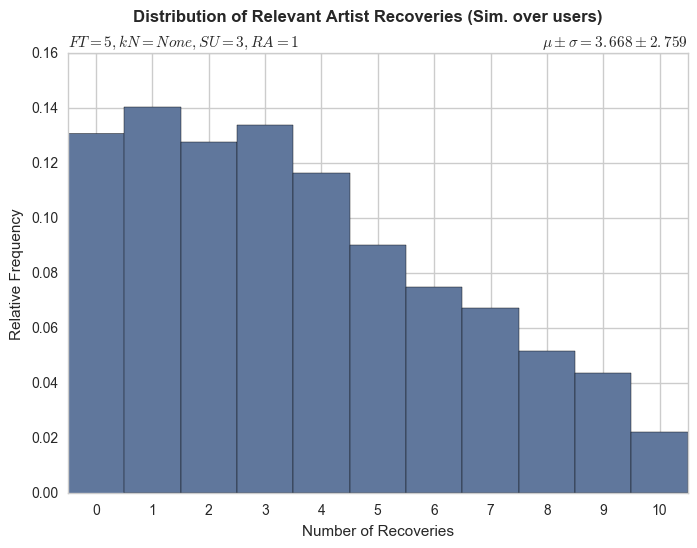 Distribution of Relevant Artist Recoveries (Sim. over users)
FT = 5, kN = None, SU = 3, RA = 1
μ ± σ = 3.668 ± 2.759
0.16
0.14
0.12
0.10
0.08
0.06
0.04
0.02
0.00
Relative Frequency
0 1 2 3 4 5 6 7 8 9 10
Number of Recoveries